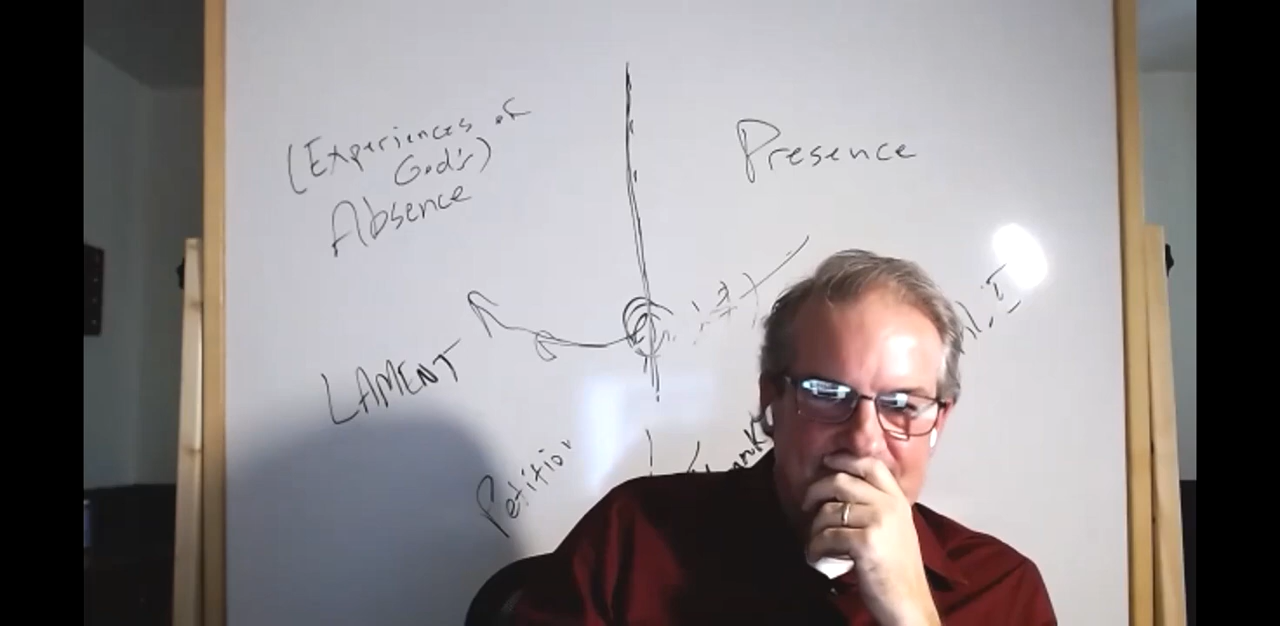 (Experiences of
God's)
Absence
Presence
LAMENT
Petition